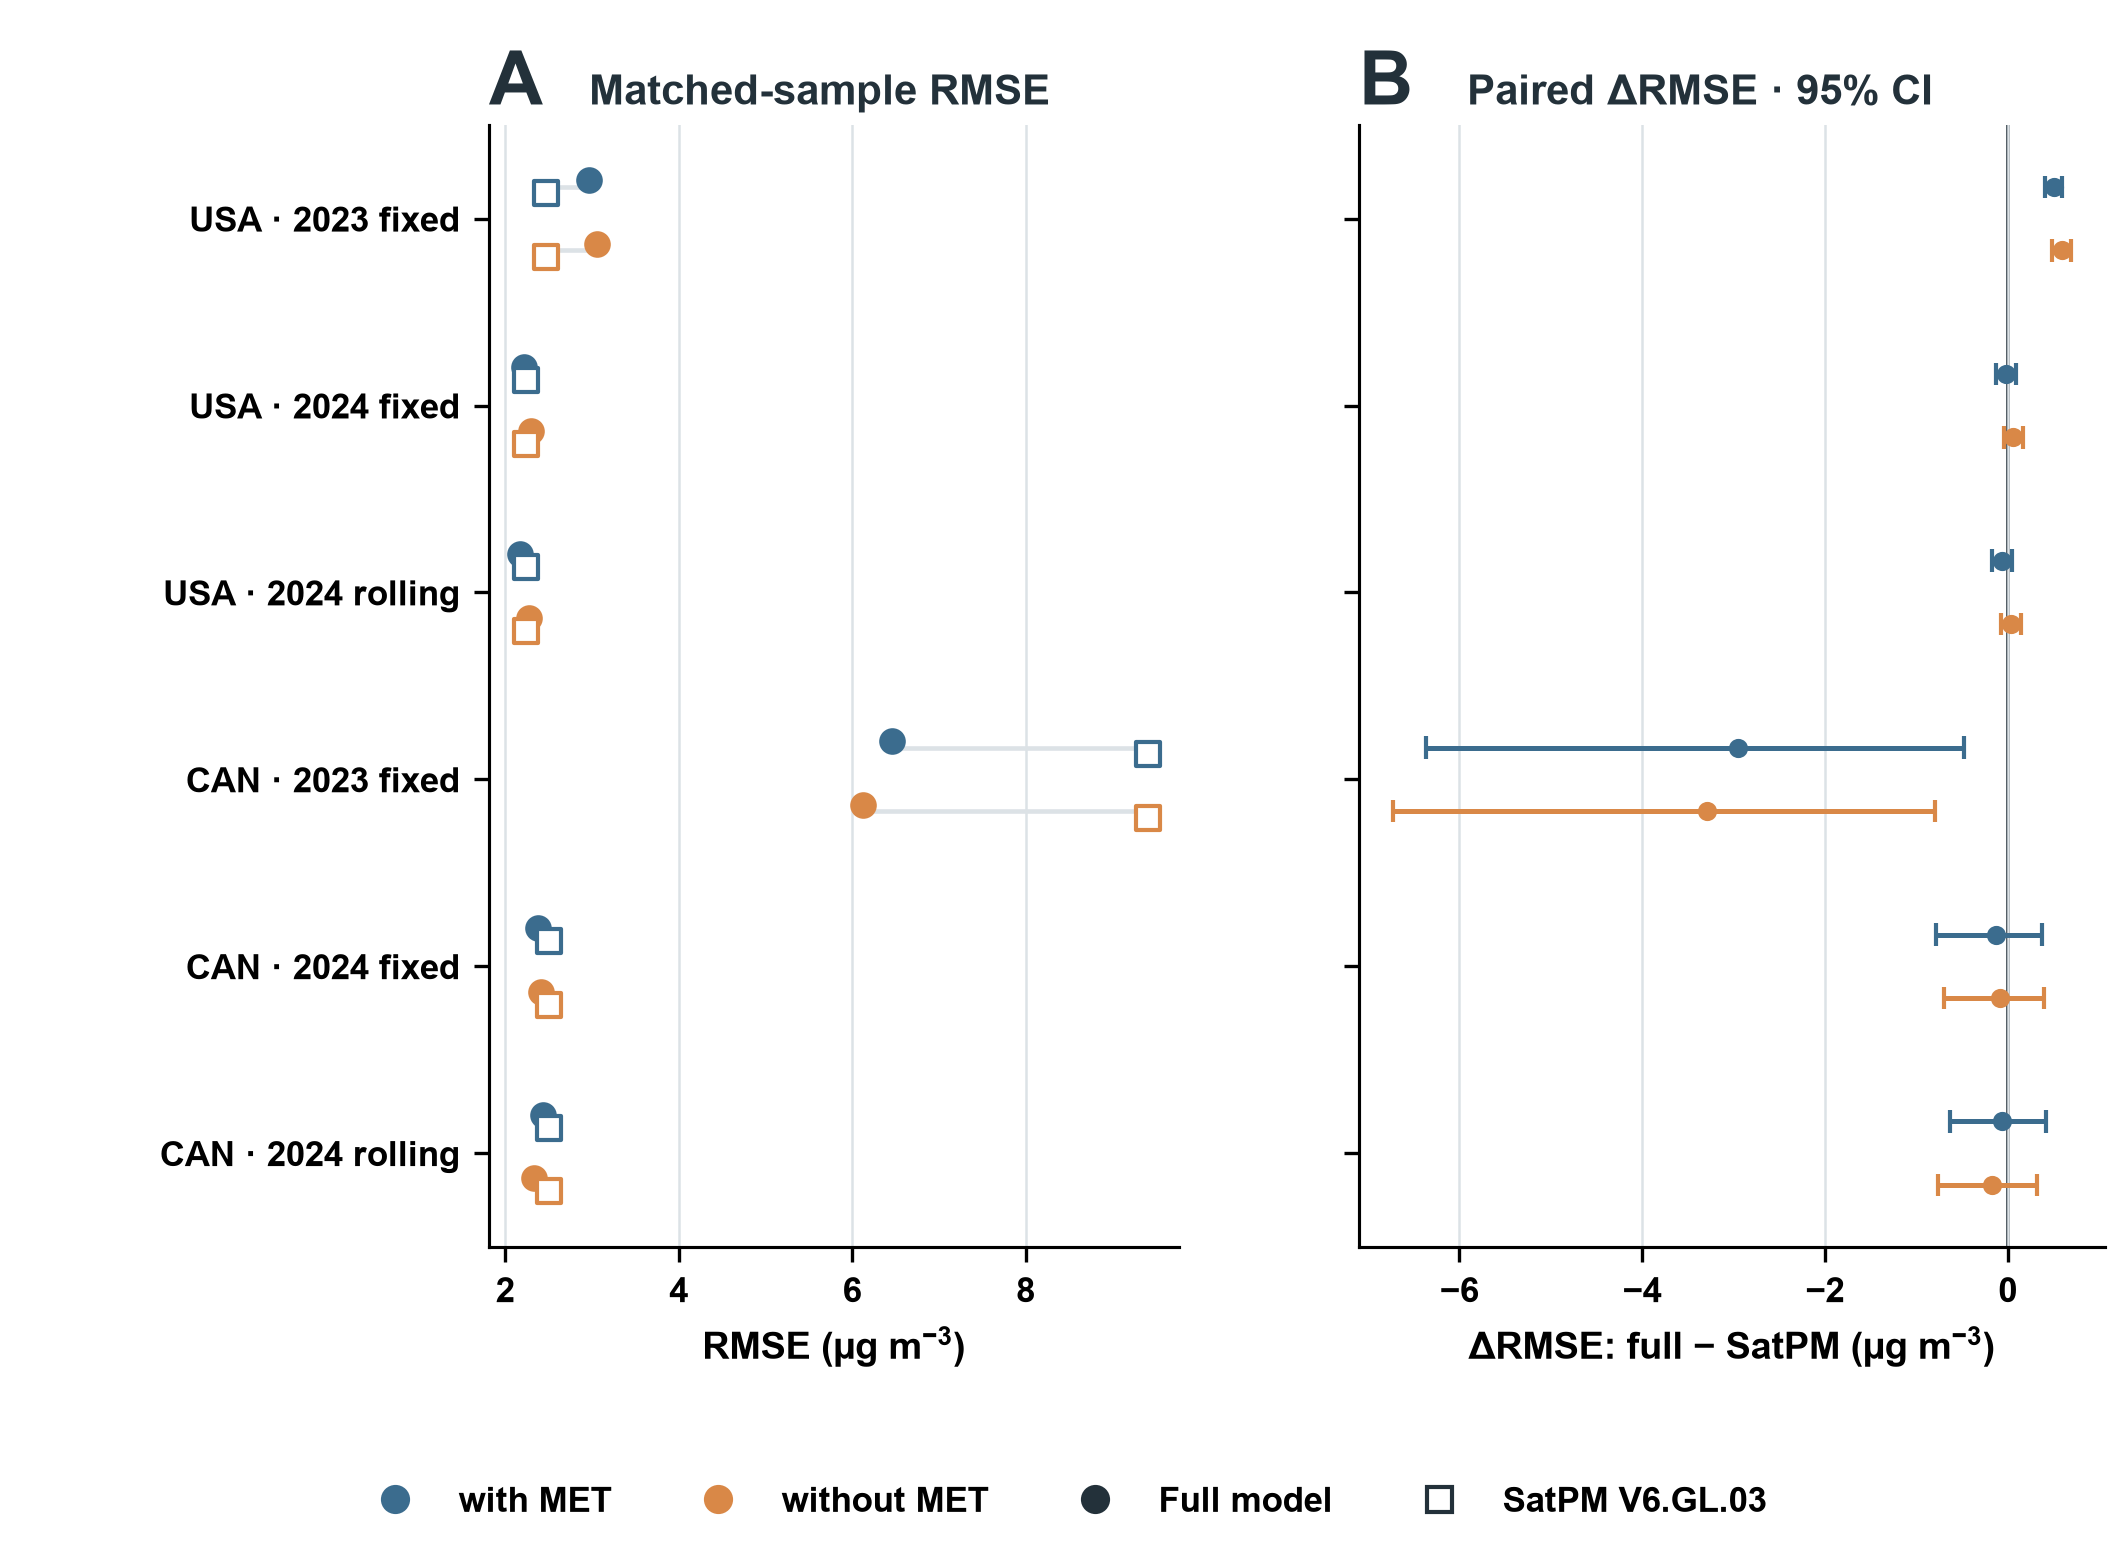 A Matched-sample RMSE
B Paired ΔRMSE · 95% CI
USA · 2023 fixed
USA · 2024 fixed
USA · 2024 rolling
CAN · 2023 fixed
CAN · 2024 fixed
CAN · 2024 rolling
2 4 6 8
RMSE (µg m⁻³)
−6 −4 −2 0
ΔRMSE: full − SatPM (µg m⁻³)
with MET without MET Full model SatPM V6.GL.03